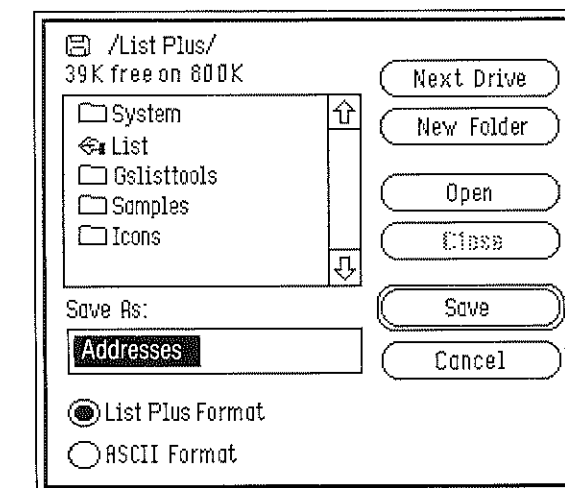 /List Plus/
39K free on 800K
System
List
Gslisttools
Samples
Icons
Save As:
Addresses
List Plus Format
ASCII Format
Next Drive
New Folder
Open
Close
Save
Cancel